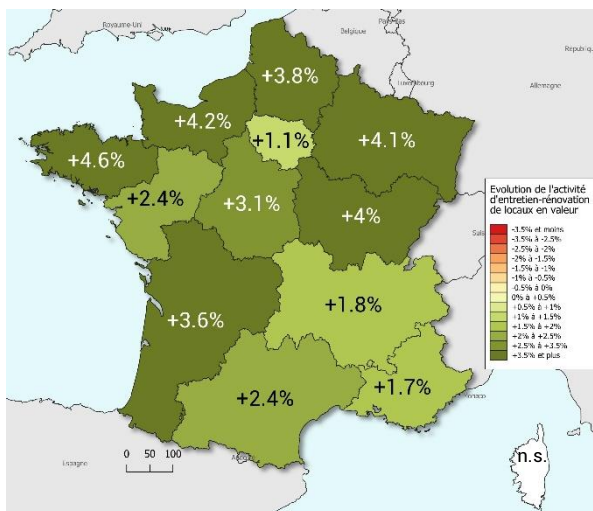 Royaume-Uni
Pays-Bas
Belgique
Allemagne
+3.8%
Luxembourg
+4.2%
+4.1%
+1.1%
+4.6%
+2.4%
+3.1%
+4%
Evolution de l'activité
d'entretien-rénovation
de locaux en valeur
-3.5% et moins
-3.5% à -2.5%
-2.5% à -2%
-2% à -1.5%
-1.5% à -1%
-1% à -0.5%
-0.5% à 0%
0% à +0.5%
+0.5% à +1%
+1% à +1.5%
+1.5% à +2%
+2% à +2.5%
+2.5% à +3.5%
+3.5% et plus
+1.8%
+3.6%
+1.7%
+2.4%
n.s.
Espagne
0 50 100